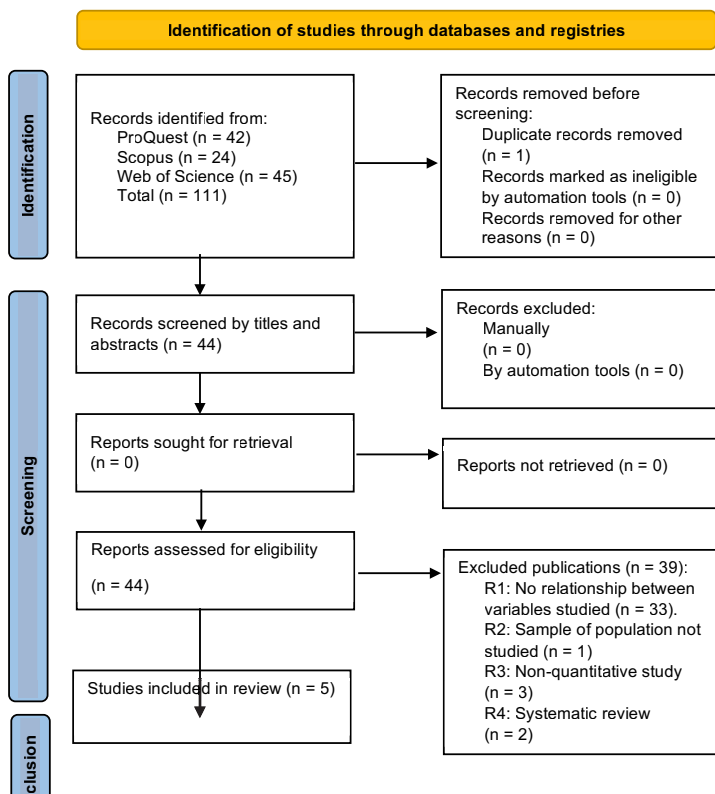 Identification of studies through databases and registries
Identification
Records identified from:
ProQuest (n = 42)
Scopus (n = 24)
Web of Science (n = 45)
Total (n = 111)
Records removed before
screening:
Duplicate records removed
(n = 1)
Records marked as ineligible
by automation tools (n = 0)
Records removed for other
reasons (n = 0)
Screening
Records screened by titles and
abstracts (n = 44)
Records excluded:
Manually
(n = 0)
By automation tools (n = 0)
Reports sought for retrieval
(n = 0)
Reports not retrieved (n = 0)
Reports assessed for eligibility
(n = 44)
Excluded publications (n = 39):
R1: No relationship between
variables studied (n = 33).
R2: Sample of population not
studied (n = 1)
R3: Non-quantitative study
(n = 3)
R4: Systematic review
(n = 2)
Studies included in review (n = 5)
clusion